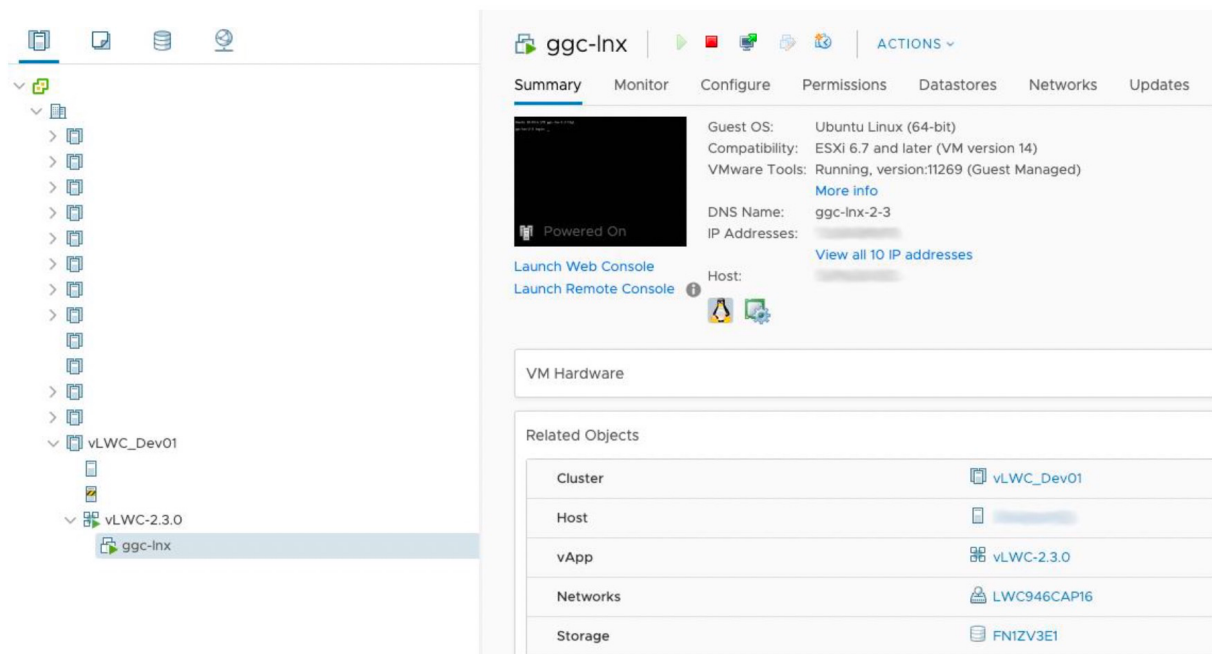 ggc-lnx
ACTIONS
Summary Monitor Configure Permissions Datastores Networks Updates
Powered On
Launch Web Console
Launch Remote Console
Guest OS: Ubuntu Linux (64-bit)
Compatibility: ESXi 6.7 and later (VM version 14)
VMware Tools: Running, version:11269 (Guest Managed)
More info
DNS Name: ggc-lnx-2-3
IP Addresses:
View all 10 IP addresses
Host:
VM Hardware
Related Objects
Cluster vLWC_Dev01
Host
vApp vLWC-2.3.0
Networks LWC946CAP16
Storage FN1ZV3E1
vLWC_Dev01
vLWC-2.3.0
ggc-lnx